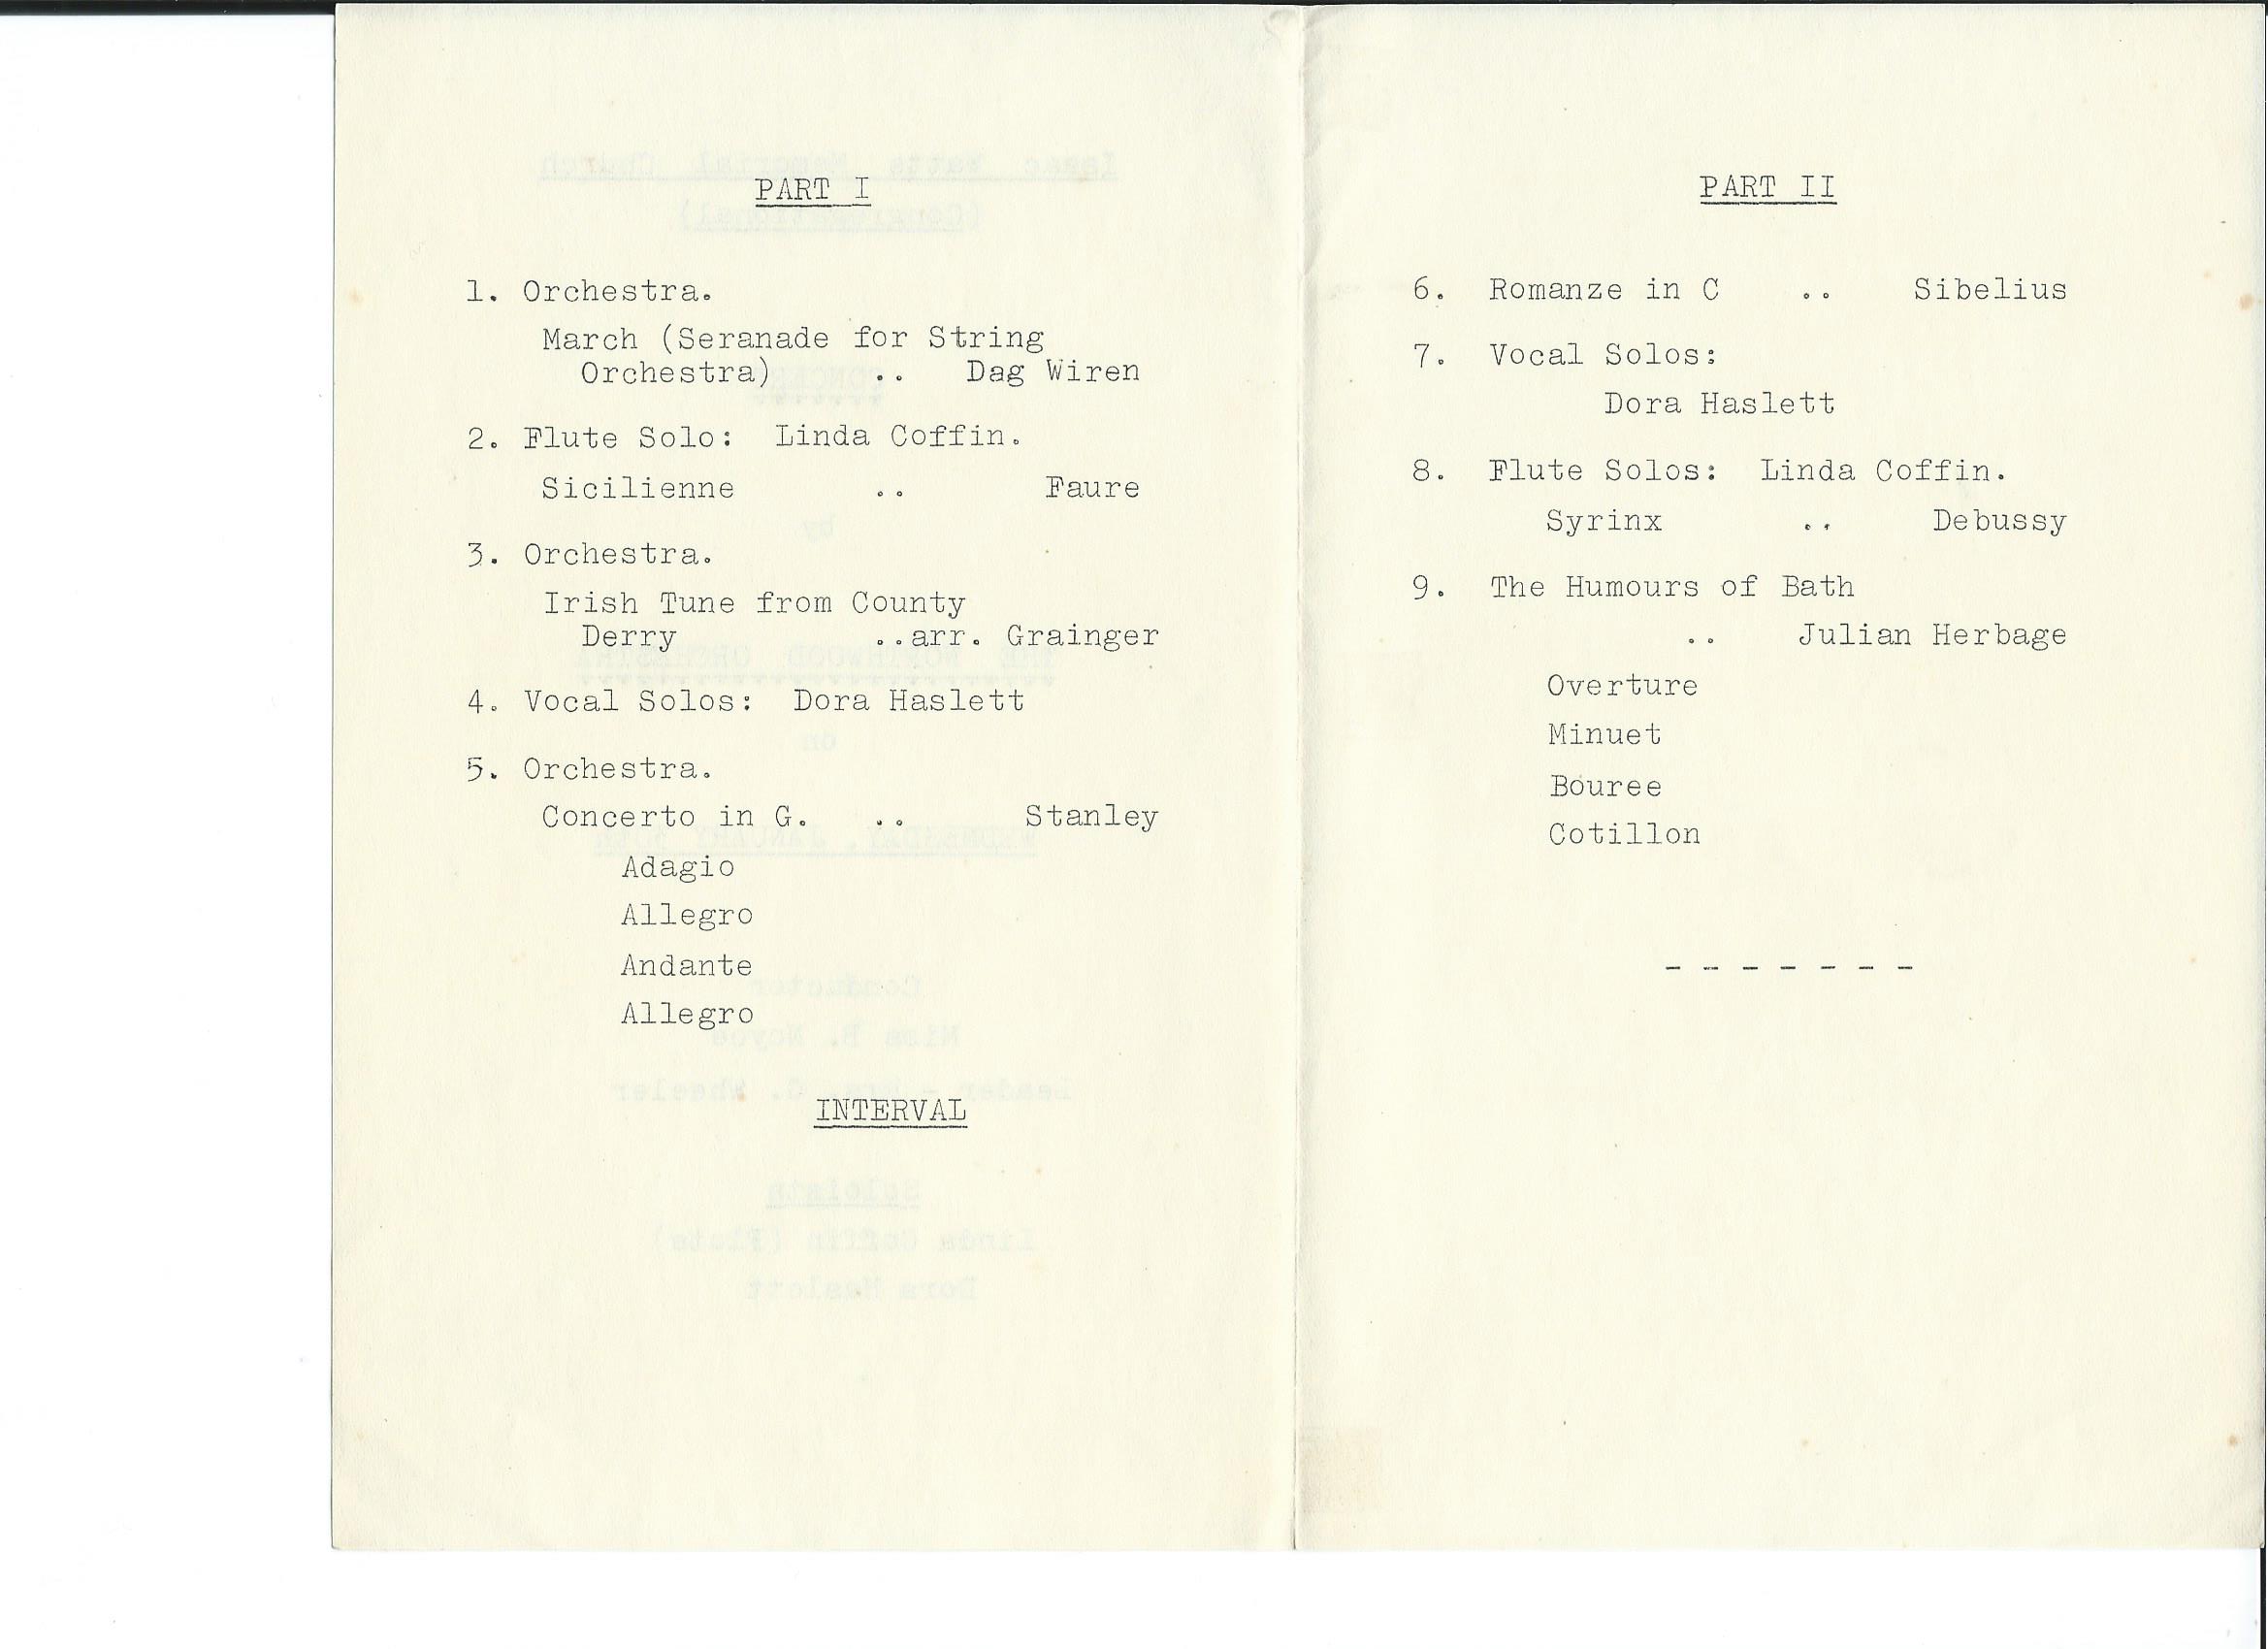 PART I
1. Orchestra.
March (Seranade for String
Orchestra) .. Dag Wiren
2. Flute Solo: Linda Coffin.
Sicilienne .. Faure
3. Orchestra.
Irish Tune from County
Derry ..arr. Grainger
4. Vocal Solos: Dora Haslett
5. Orchestra.
Concerto in G. .. Stanley
Adagio
Allegro
Andante
Allegro
INTERVAL
PART II
6. Romanze in C .. Sibelius
7. Vocal Solos:
Dora Haslett
8. Flute Solos: Linda Coffin.
Syrinx .. Debussy
9. The Humours of Bath
.. Julian Herbage
Overture
Minuet
Bouree
Cotillon
- - - - - - -